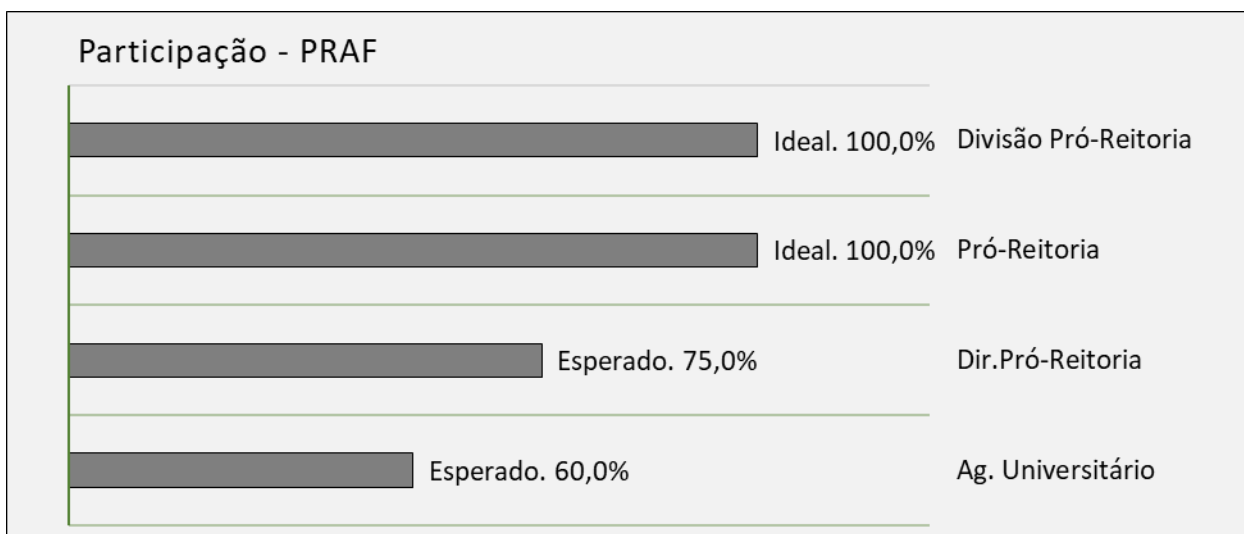 Participação - PRAF
Ideal. 100,0% Divisão Pró-Reitoria
Ideal. 100,0% Pró-Reitoria
Esperado. 75,0% Dir.Pró-Reitoria
Esperado. 60,0% Ag. Universitário